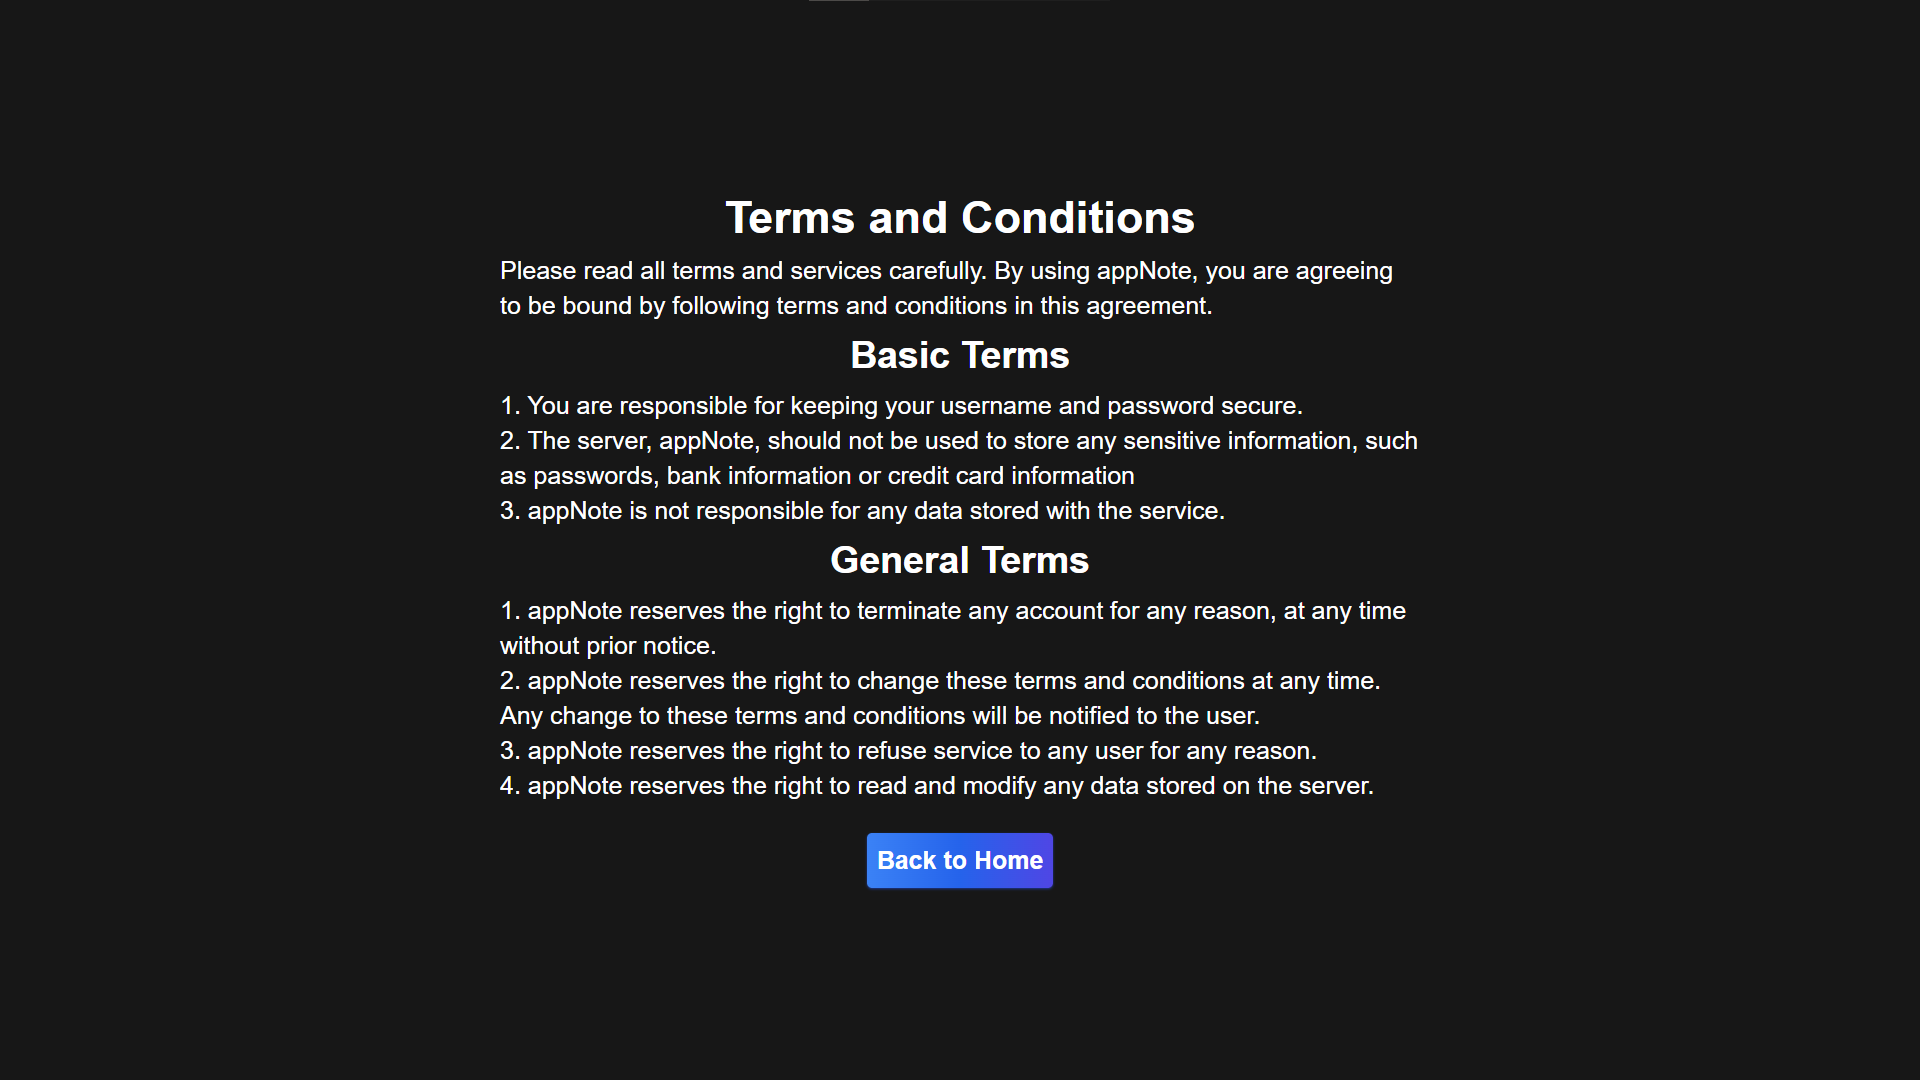 Terms and Conditions
Please read all terms and services carefully. By using appNote, you are agreeing
to be bound by following terms and conditions in this agreement.
Basic Terms
1. You are responsible for keeping your username and password secure.
2. The server, appNote, should not be used to store any sensitive information, such
as passwords, bank information or credit card information
3. appNote is not responsible for any data stored with the service.
General Terms
1. appNote reserves the right to terminate any account for any reason, at any time
without prior notice.
2. appNote reserves the right to change these terms and conditions at any time.
Any change to these terms and conditions will be notified to the user.
3. appNote reserves the right to refuse service to any user for any reason.
4. appNote reserves the right to read and modify any data stored on the server.
Back to Home